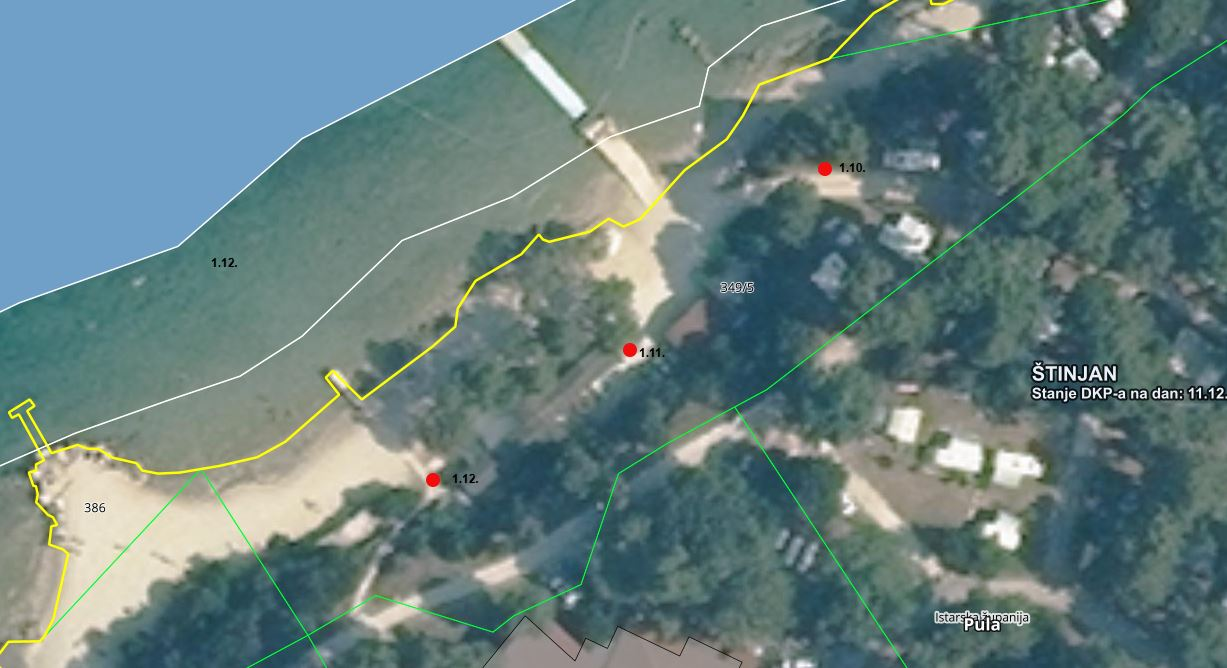 1.10.
1.12.
349/5
1.11.
ŠTINJAN
Stanje DKP-a na dan: 11.12.
1.12.
386
Istarska županija
Pula